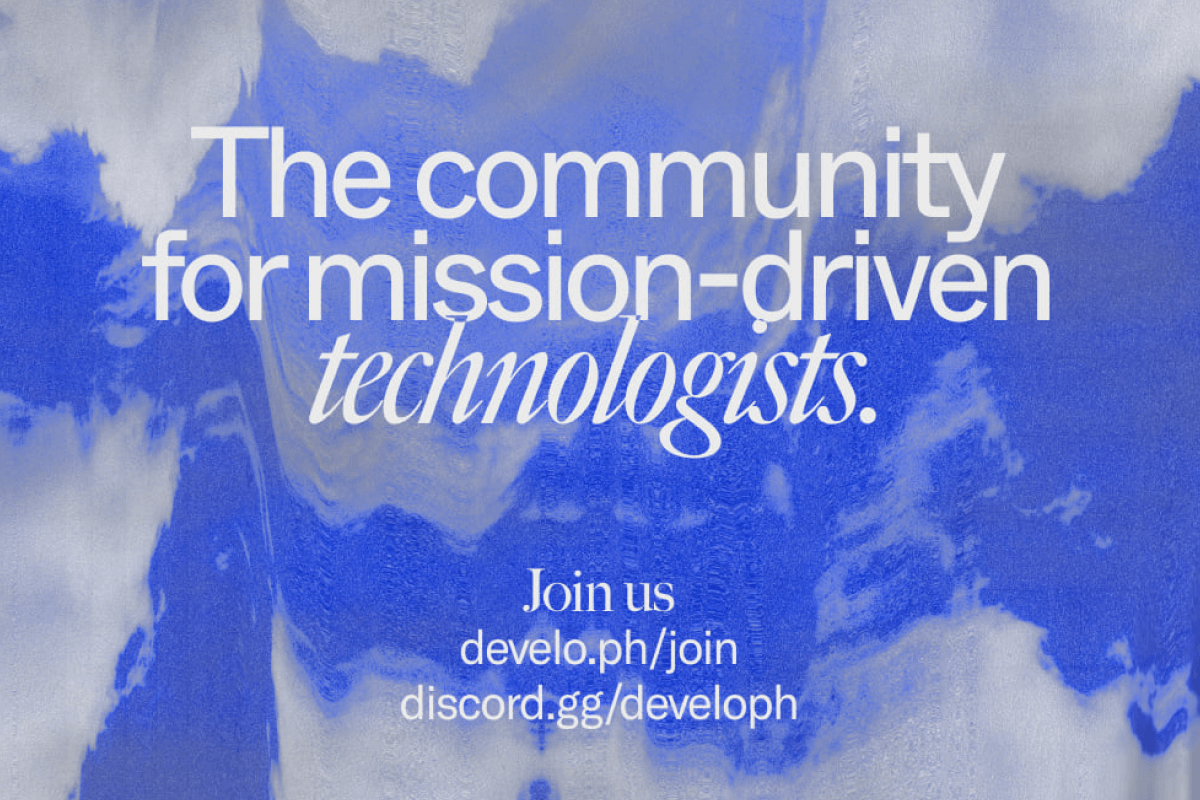 The community
for mission-driven
technologists.
Join us
develo.ph/join
discord.gg/developh